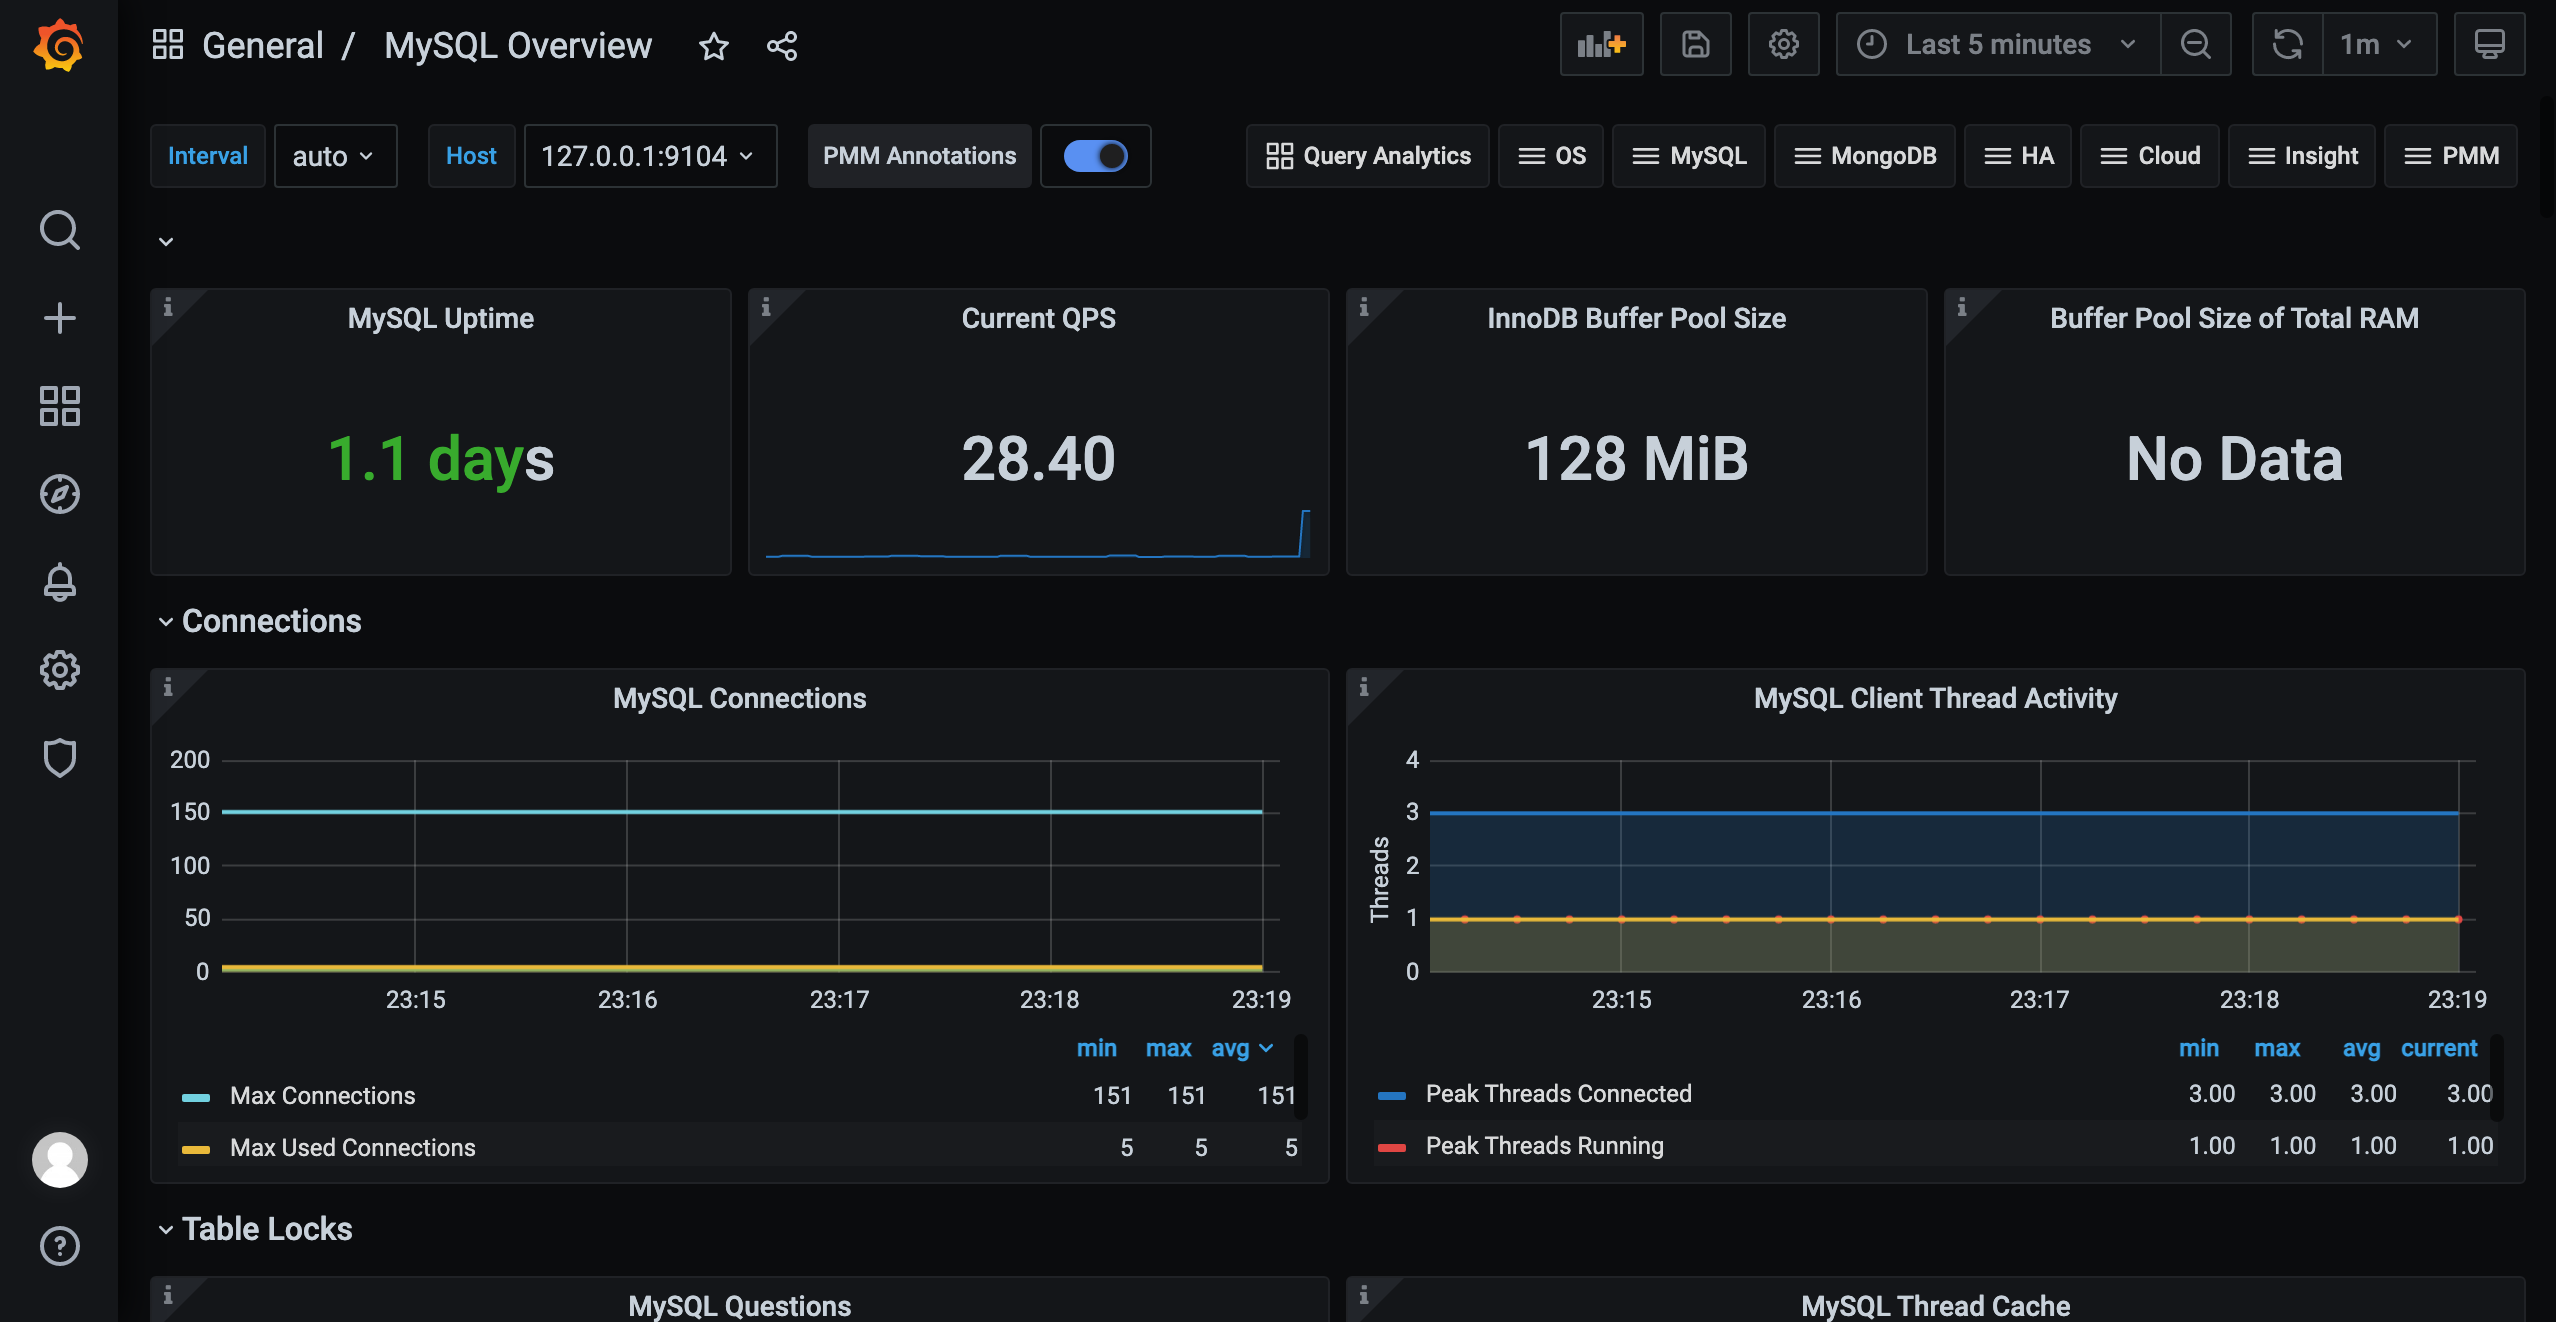 General / MySQL Overview
Last 5 minutes
1m
Interval auto Host 127.0.0.1:9104 PMM Annotations
Query Analytics OS MySQL MongoDB HA Cloud Insight PMM
MySQL Uptime
1.1 days
Current QPS
28.40
InnoDB Buffer Pool Size
128 MiB
Buffer Pool Size of Total RAM
No Data
Connections
MySQL Connections
200
150
100
50
0
23:15 23:16 23:17 23:18 23:19
min max avg
Max Connections 151 151 151
Max Used Connections 5 5 5
MySQL Client Thread Activity
Threads
4
3
2
1
0
23:15 23:16 23:17 23:18 23:19
min max avg current
Peak Threads Connected 3.00 3.00 3.00 3.00
Peak Threads Running 1.00 1.00 1.00 1.00
Table Locks
MySQL Questions
MySQL Thread Cache